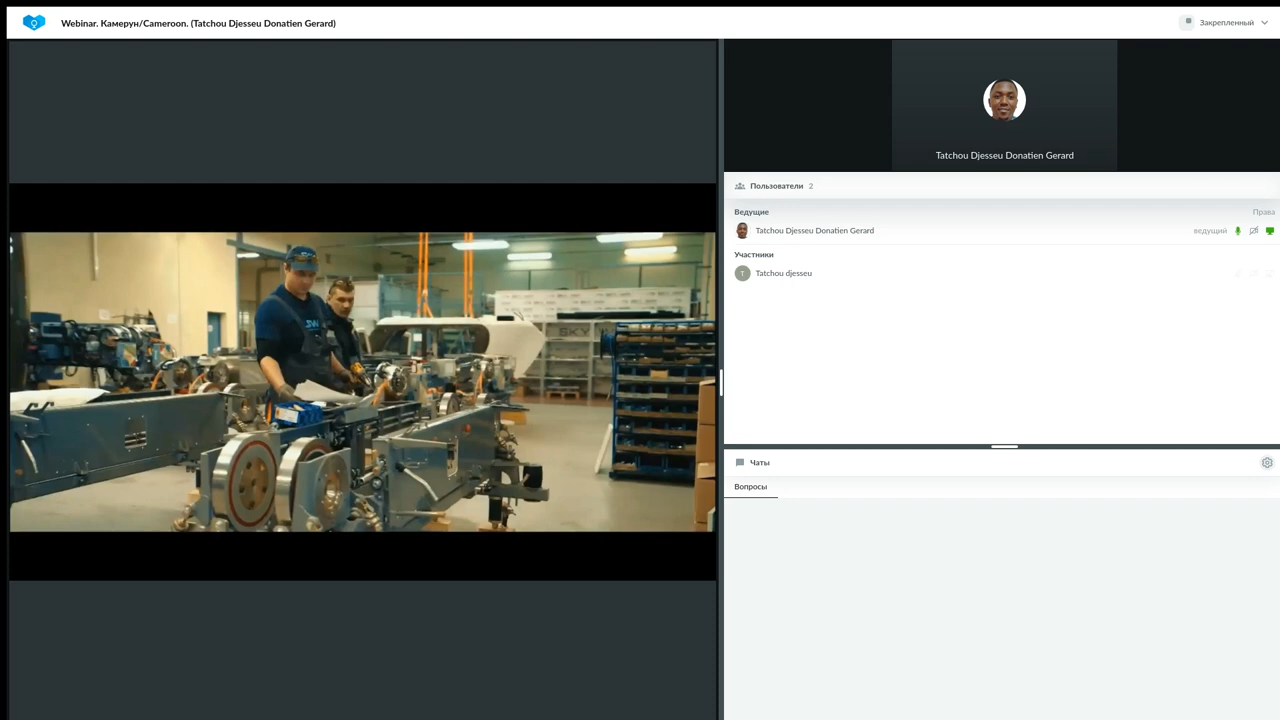 Webinar. Камерун/Cameroon. (Tatchou Djesseu Donatien Gerard)
Закрепленный
Tatchou Djesseu Donatien Gerard
Пользователи 2
Ведущие Права
Tatchou Djesseu Donatien Gerard ведущий
Участники
T Tatchou djesseu
SKY
Чаты
Вопросы